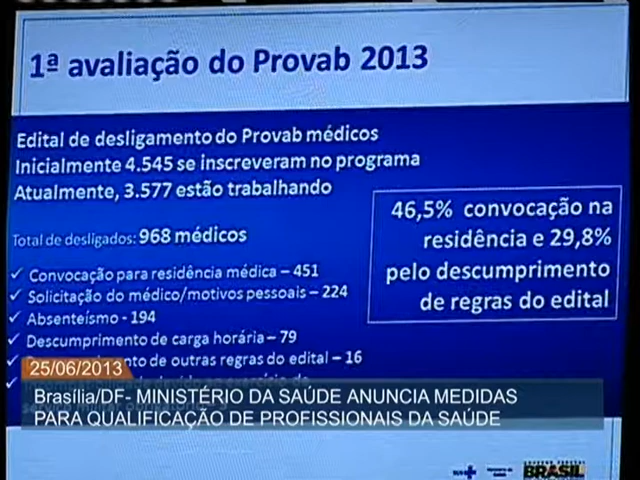 1ª avaliação do Provab 2013
Edital de desligamento do Provab médicos
Inicialmente 4.545 se inscreveram no programa
Atualmente, 3.577 estão trabalhando
Total de desligados: 968 médicos
✓ Convocação para residência médica – 451
✓ Solicitação do médico/motivos pessoais – 224
✓ Absenteísmo - 194
✓ Descumprimento de carga horária – 79
de outras regras do edital – 16
46,5% convocação na
residência e 29,8%
pelo descumprimento
de regras do edital
25/06/2013
Brasília/DF- MINISTÉRIO DA SAÚDE ANUNCIA MEDIDAS
PARA QUALIFICAÇÃO DE PROFISSIONAIS DA SAÚDE
SUS
BRASIL